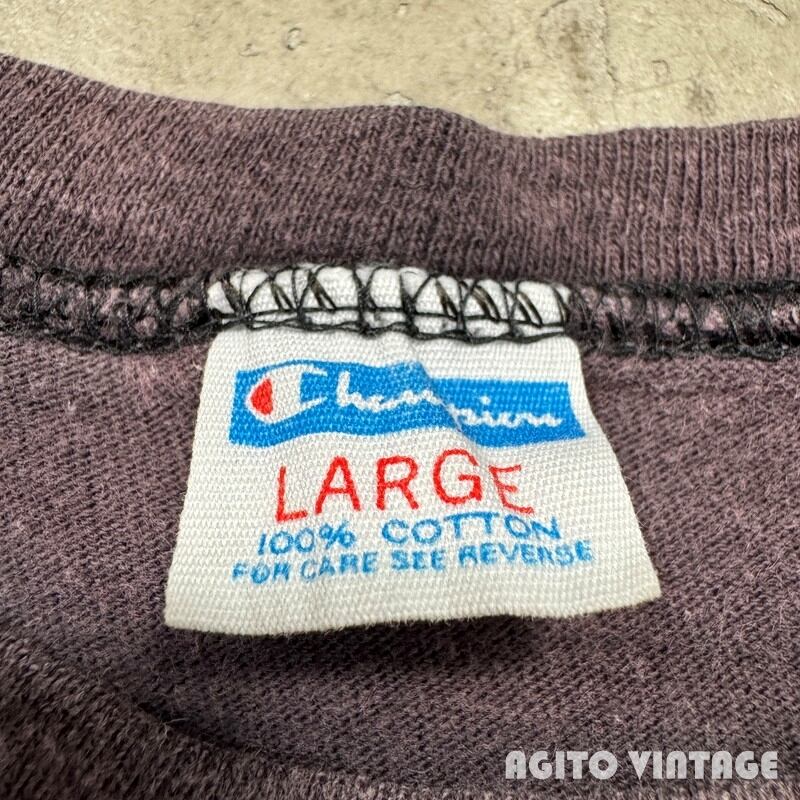 Champion
LARGE
100% COTTON
FOR CARE SEE REVERSE
AGITO VINTAGE